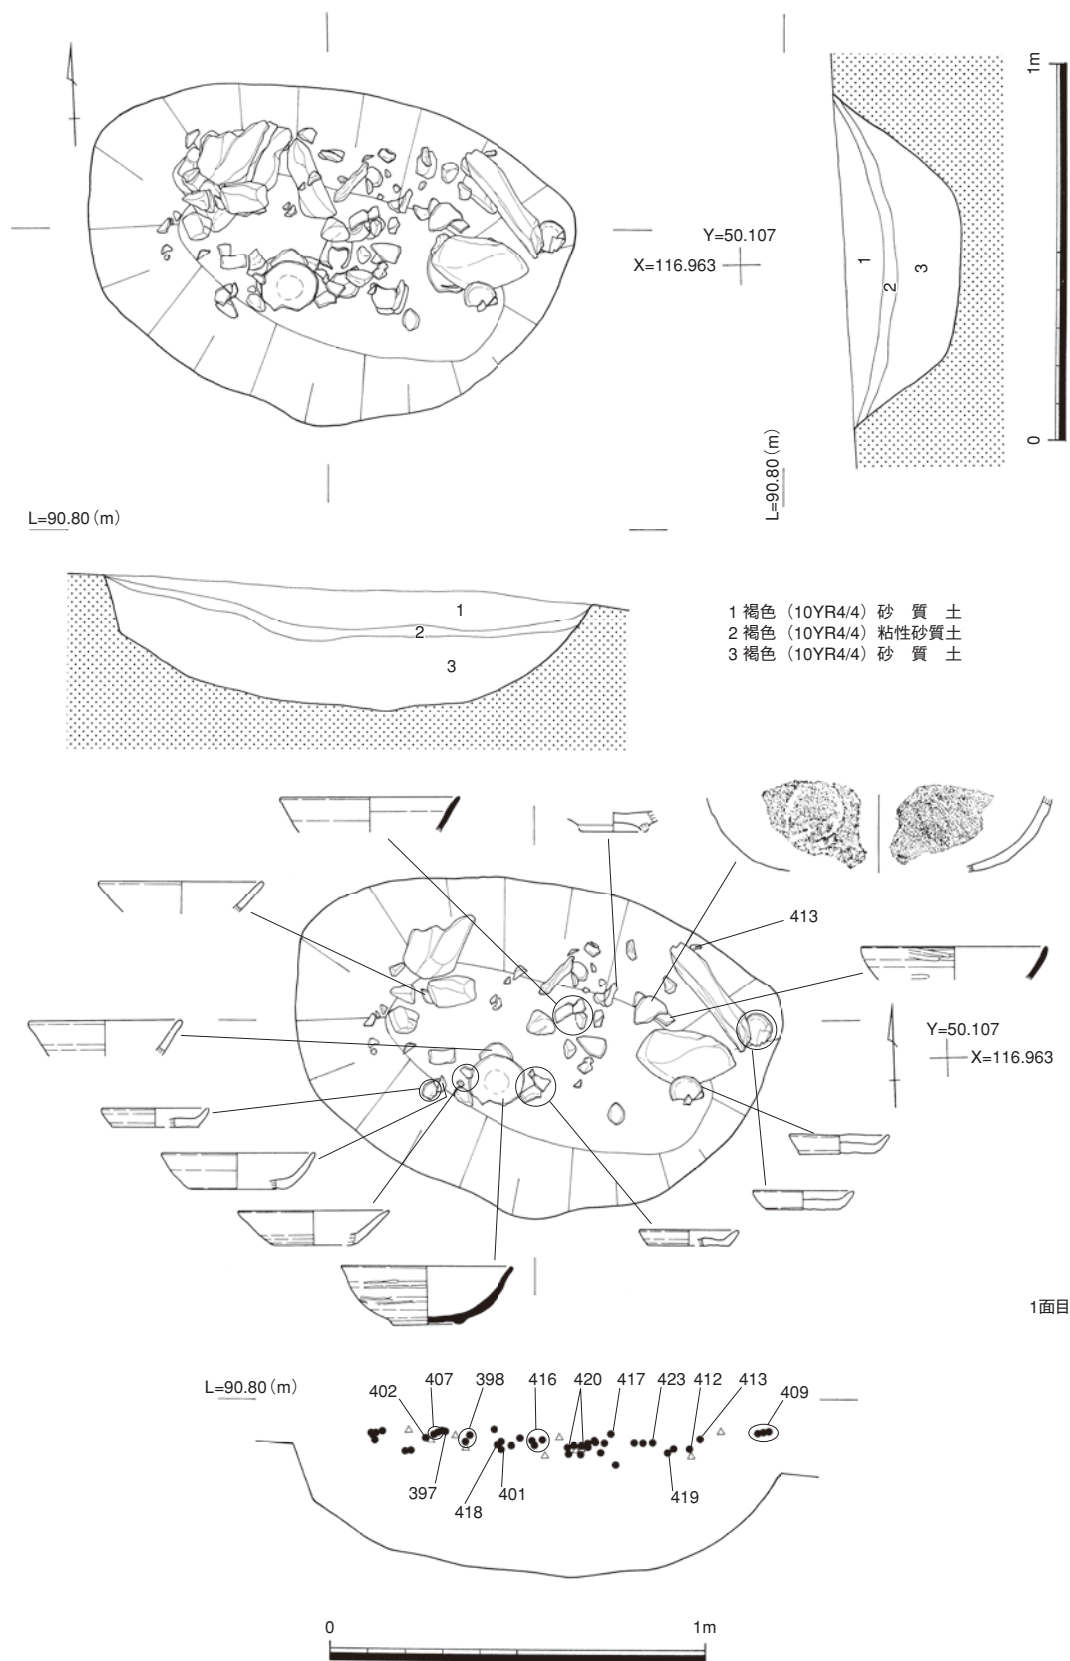 1m
Y=50.107
X=116.963
1
2
3
0
L=90.80(m)
L=90.80(m)
1
2
3
1 褐色(10YR4/4)砂 質 土
2 褐色(10YR4/4)粘性砂質土
3 褐色(10YR4/4)砂 質 土
413
Y=50.107
X=116.963
1面目
L=90.80(m)
402
407
398
416
420
417
423
412
413
409
397
418
401
419
0
1m